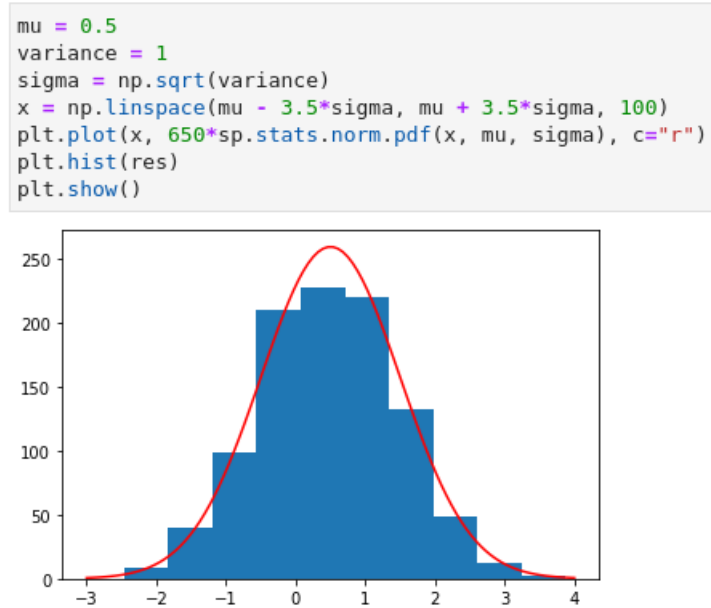 mu = 0.5
variance = 1
sigma = np.sqrt(variance)
x = np.linspace(mu - 3.5*sigma, mu + 3.5*sigma, 100)
plt.plot(x, 650*sp.stats.norm.pdf(x, mu, sigma), c="r")
plt.hist(res)
plt.show()
250
200
150
100
50
0
−3 −2 −1 0 1 2 3 4